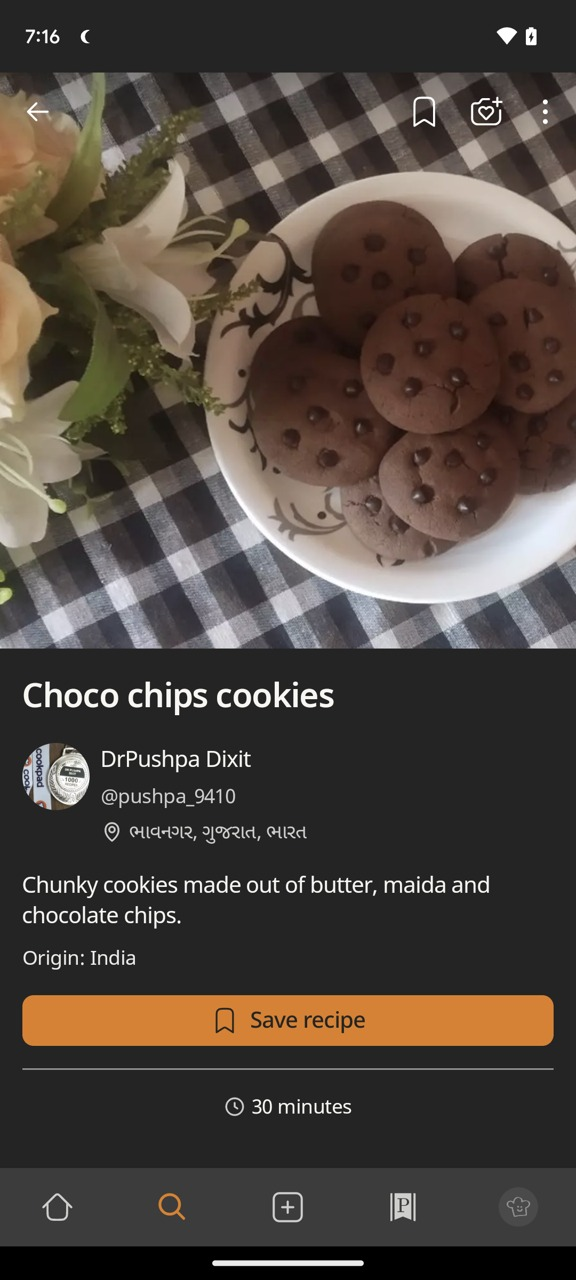 7:16
Choco chips cookies
DrPushpa Dixit
@pushpa_9410
ભાવનગર, ગુજરાત, ભારત
Chunky cookies made out of butter, maida and
chocolate chips.
Origin: India
Save recipe
30 minutes
P